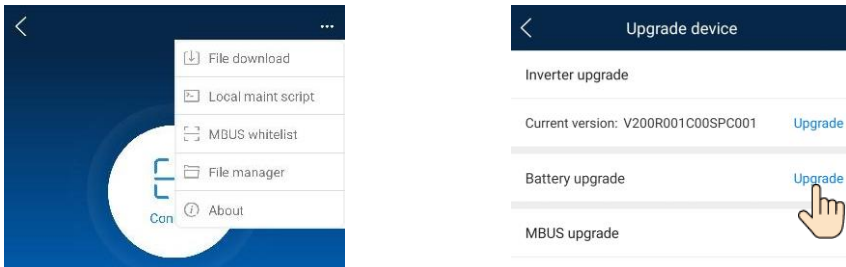 ...
File download
Local maint script
MBUS whitelist
File manager
About
Con
Upgrade device
Inverter upgrade
Current version: V200R001C00SPC001 Upgrade
Battery upgrade Upgrade
MBUS upgrade